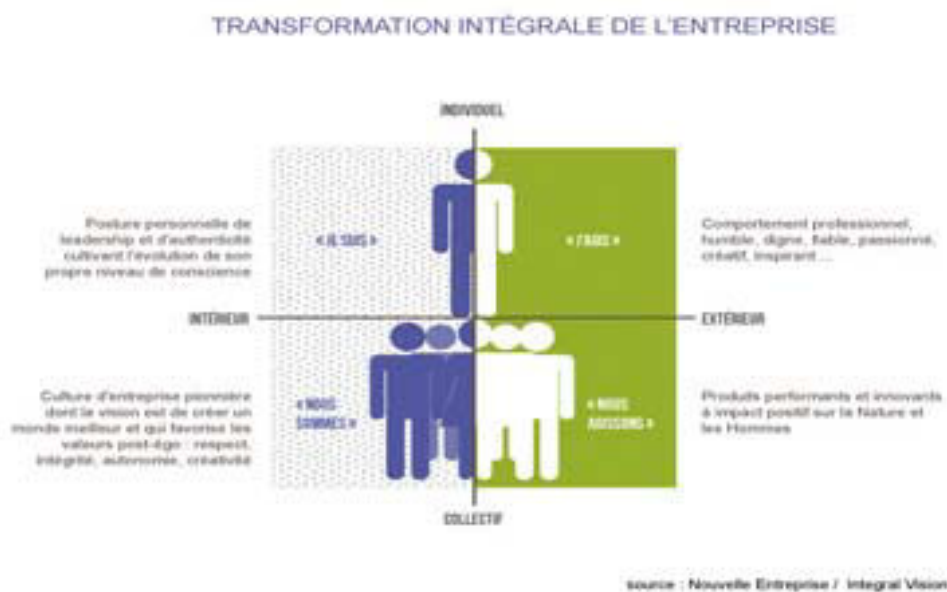 TRANSFORMATION INTÉGRALE DE L'ENTREPRISE
INDIVIDUEL
Posture personnelle de
leadership et d'authenticité
cultivant l'évolution de son
propre niveau de conscience
« JE SUIS »
« J'AGIS »
Comportement professionnel,
humble, digne, fiable, passionné,
créatif, inspirant ...
INTÉRIEUR
EXTÉRIEUR
Culture d'entreprise pionnière
dont la vision est de créer un
monde meilleur et qui favorise les
valeurs post-égo : respect,
intégrité, autonomie, créativité
« NOUS
SOMMES »
« NOUS
AGISSONS »
Produits performants et innovants
à impact positif sur la Nature et
les Hommes
COLLECTIF
source : Nouvelle Entreprise / Integral Vision